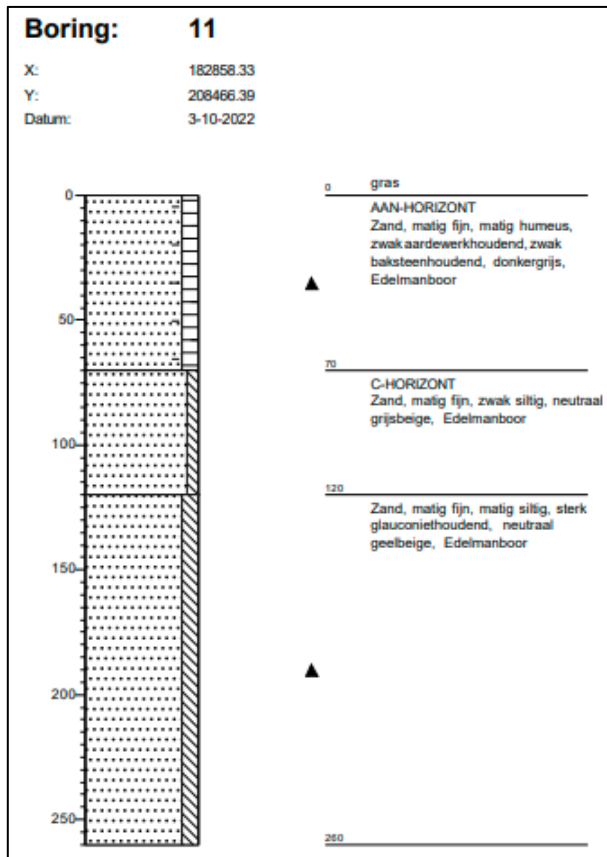 Boring: 11
X: 182858.33
Y: 208466.39
Datum: 3-10-2022
0
50
100
150
200
250
0 gras
AAN-HORIZONT
Zand, matig fijn, matig humeus,
zwak aardewerkhoudend, zwak
baksteenhoudend, donkergrijs,
Edelmanboor
70
C-HORIZONT
Zand, matig fijn, zwak siltig, neutraal
grijsbeige, Edelmanboor
120
Zand, matig fijn, matig siltig, sterk
glauconiethoudend, neutraal
geelbeige, Edelmanboor
260